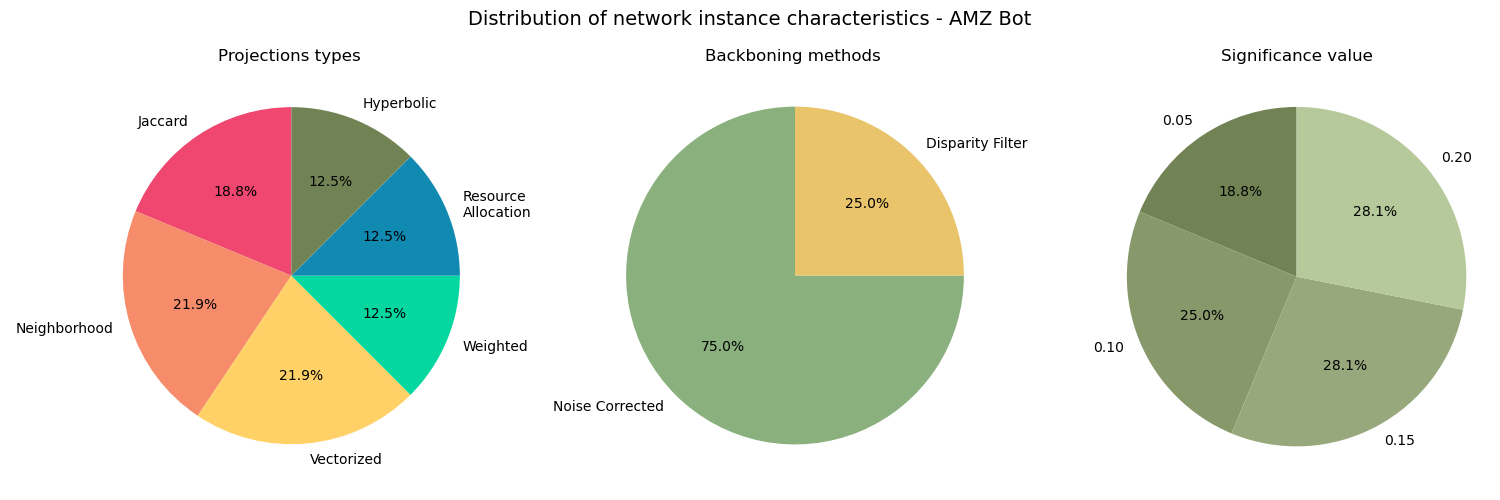 Distribution of network instance characteristics - AMZ Bot
Projections types
Hyperbolic
Jaccard
12.5%
18.8%
Resource
Allocation
12.5%
21.9%
12.5%
Neighborhood
Weighted
21.9%
Vectorized
Backboning methods
Disparity Filter
25.0%
75.0%
Noise Corrected
Significance value
0.05
0.20
18.8%
28.1%
25.0%
0.10
28.1%
0.15